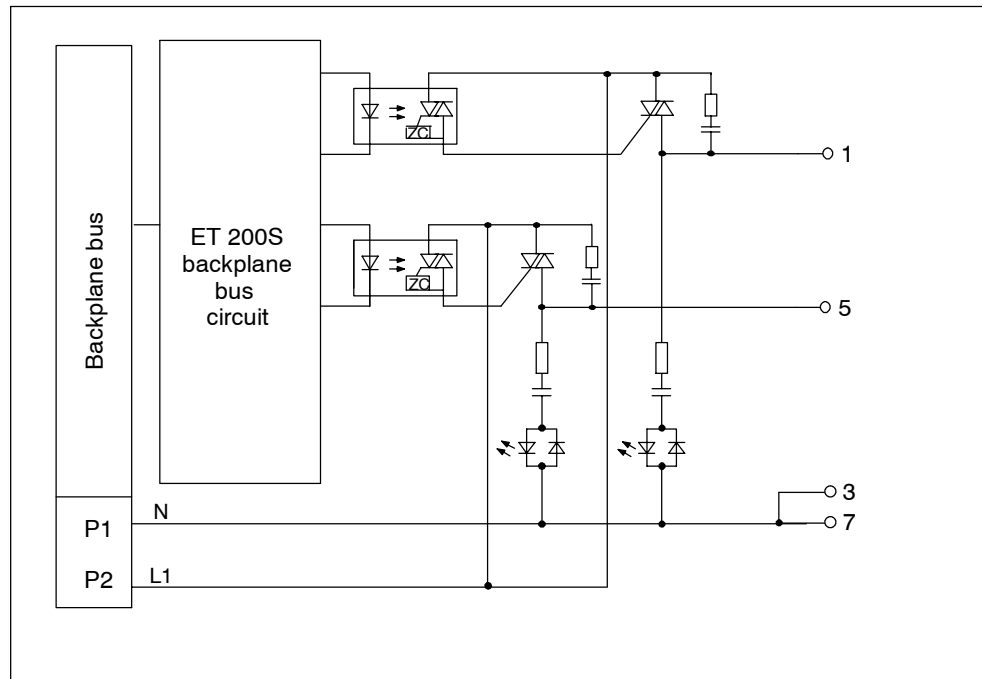 Backplane bus
ET 200S
backplane
bus
circuit
ZC
1
ZC
5
3
P1
N
7
P2
L1